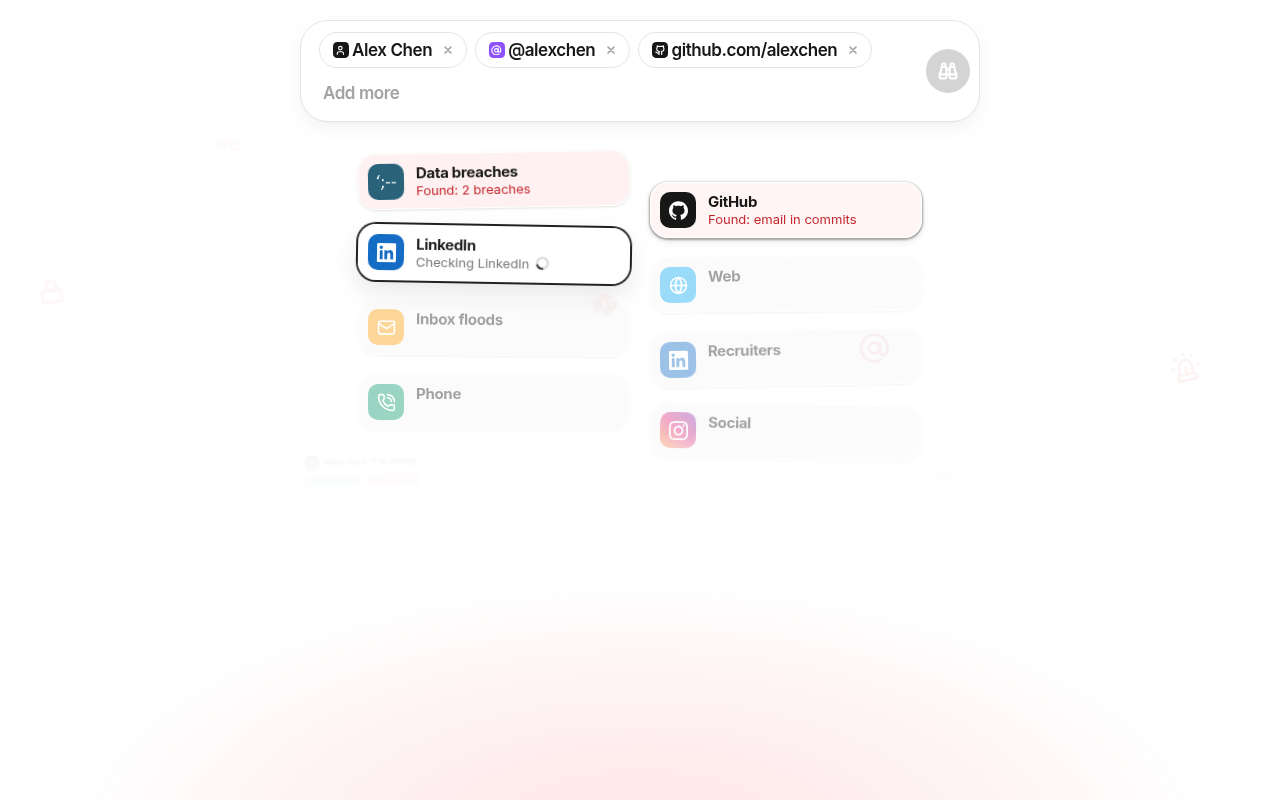 Alex Chen
@alexchen
github.com/alexchen
Add more
Data breaches
Found: 2 breaches
GitHub
Found: email in commits
LinkedIn
Checking LinkedIn
Web
Inbox floods
Recruiters
Phone
Social